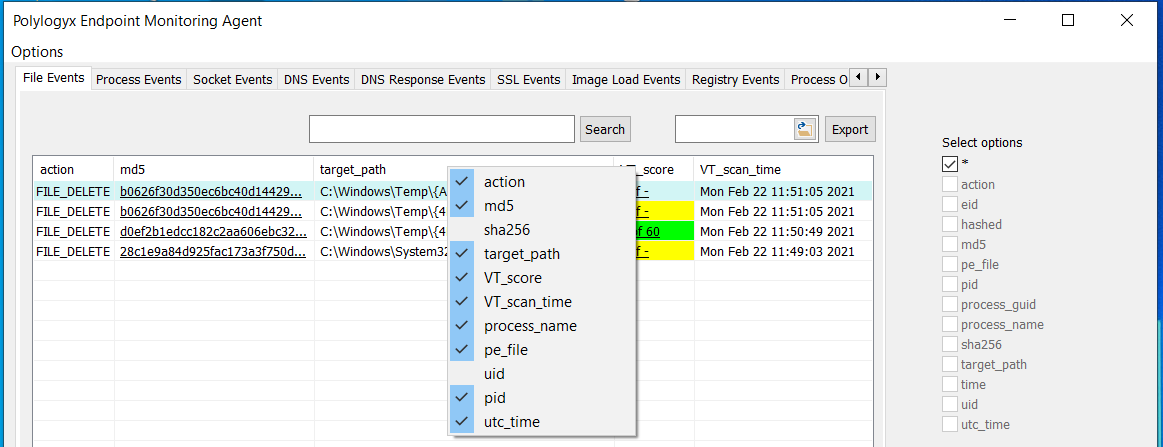 Polylogyx Endpoint Monitoring Agent
Options
File Events Process Events Socket Events DNS Events DNS Response Events SSL Events Image Load Events Registry Events Process O
Search Export
action md5 target_path _score VT_scan_time
FILE_DELETE b0626f30d350ec6bc40d14429... C:\Windows\Temp\{A f - Mon Feb 22 11:51:05 2021
FILE_DELETE b0626f30d350ec6bc40d14429... C:\Windows\Temp\{4 f - Mon Feb 22 11:51:05 2021
FILE_DELETE d0ef2b1edcc182c2aa606ebc32... C:\Windows\Temp\{4 of 60 Mon Feb 22 11:50:49 2021
FILE_DELETE 28c1e9a84d925fac173a3f750d... C:\Windows\System32 f - Mon Feb 22 11:49:03 2021
action
md5
sha256
target_path
VT_score
VT_scan_time
process_name
pe_file
uid
pid
utc_time
Select options
*
action
eid
hashed
md5
pe_file
pid
process_guid
process_name
sha256
target_path
time
uid
utc_time